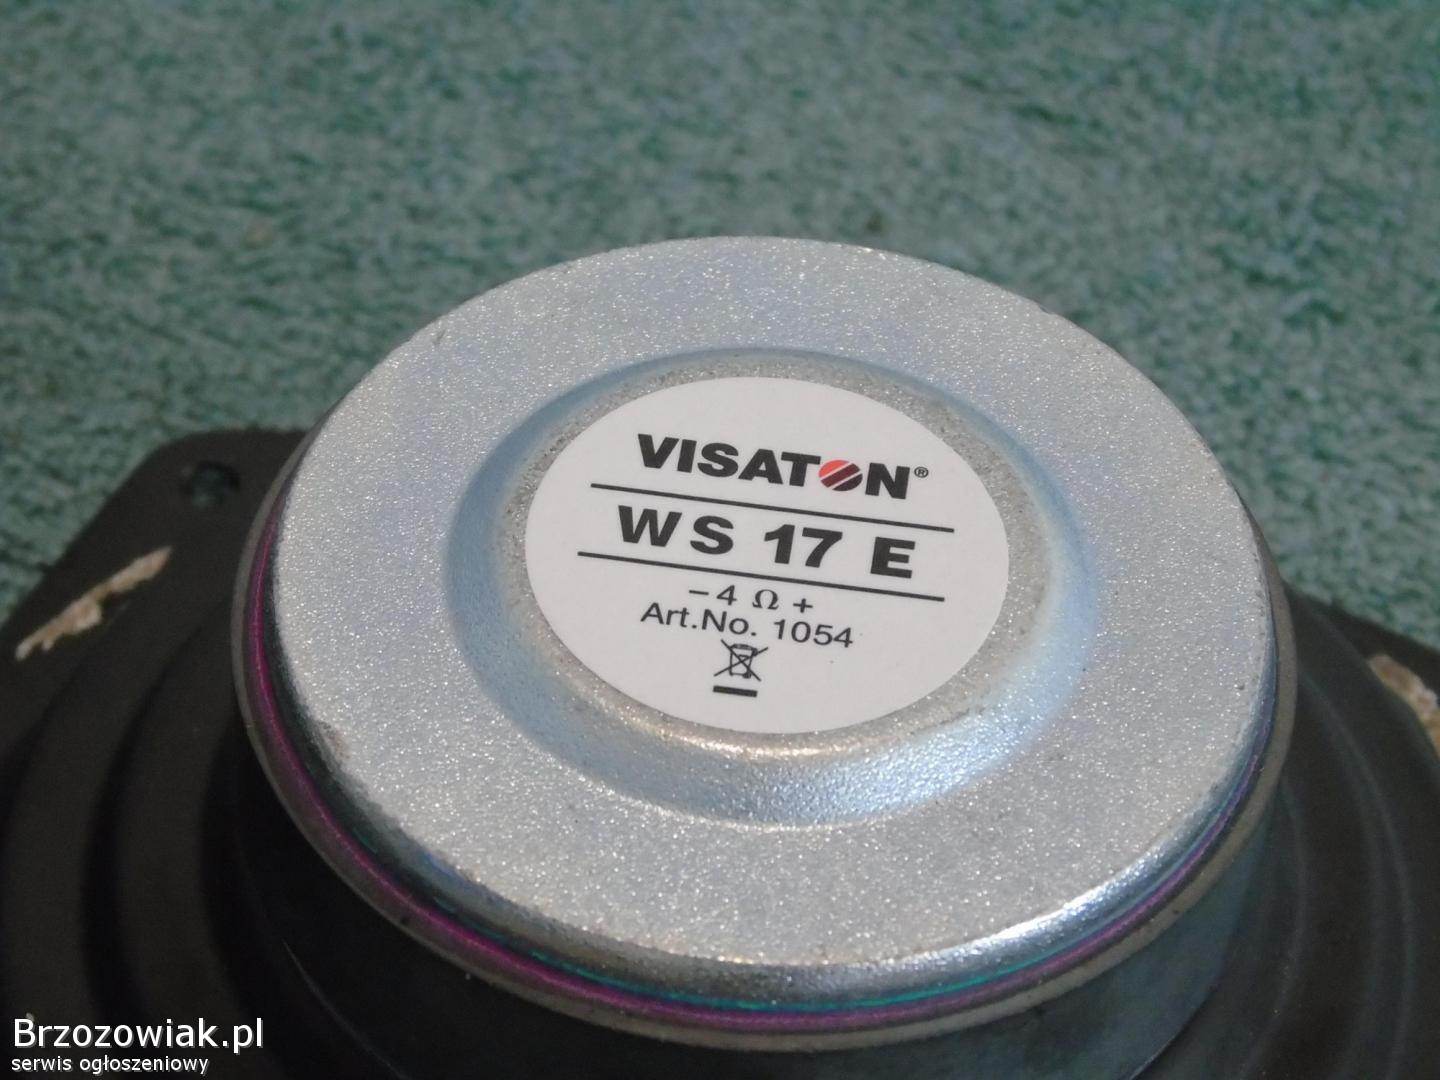 VISATON®
WS 17 E
– 4 Ω +
Art.No. 1054
Brzozowiak.pl
serwis ogłoszeniowy